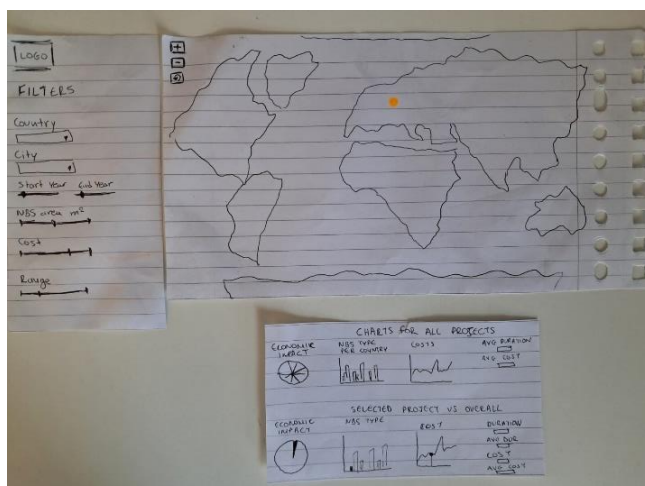 LOGO
FILTERS
Country
City
Start Year End Year
NBS area m²
Cost
Range
+
-
CHARTS FOR ALL PROJECTS
ECONOMIC
IMPACT
NBS TYPE
PER COUNTRY
COSTS
AVG DURATION
AVG COST
SELECTED PROJECT VS OVERALL
ECONOMIC
IMPACT
NBS TYPE
COST
DURATION
AVG DUR
COST
AVG COST